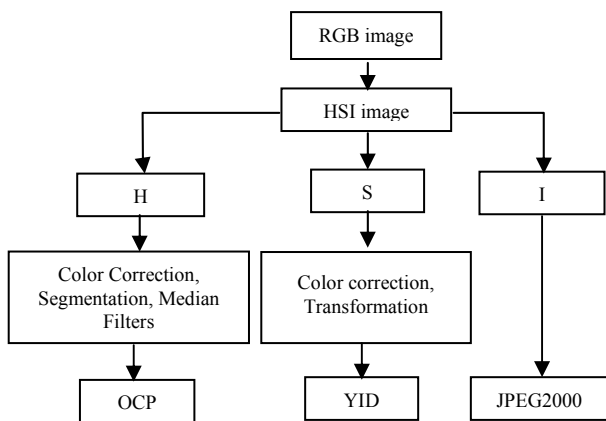 RGB image
HSI image
H
S
I
Color Correction,
Segmentation, Median
Filters
Color correction,
Transformation
OCP
YID
JPEG2000